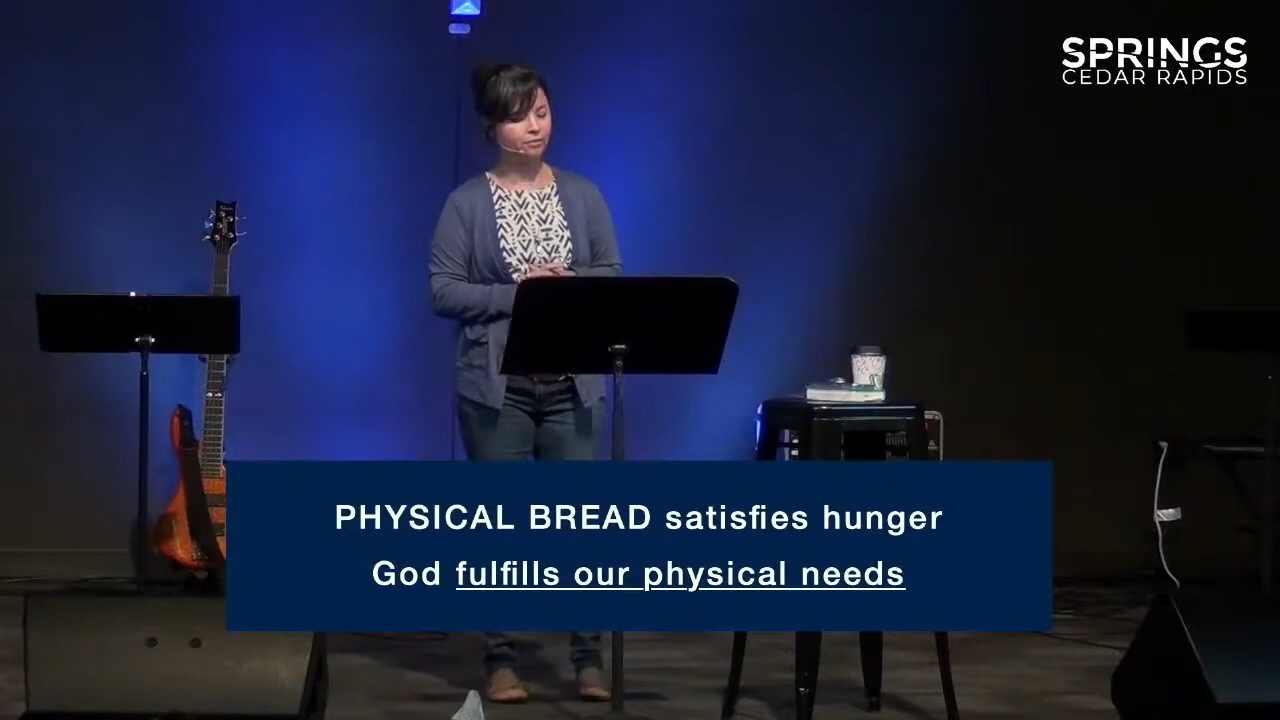 SPRINGS
CEDAR RAPIDS
PHYSICAL BREAD satisfies hunger
God fulfills our physical needs